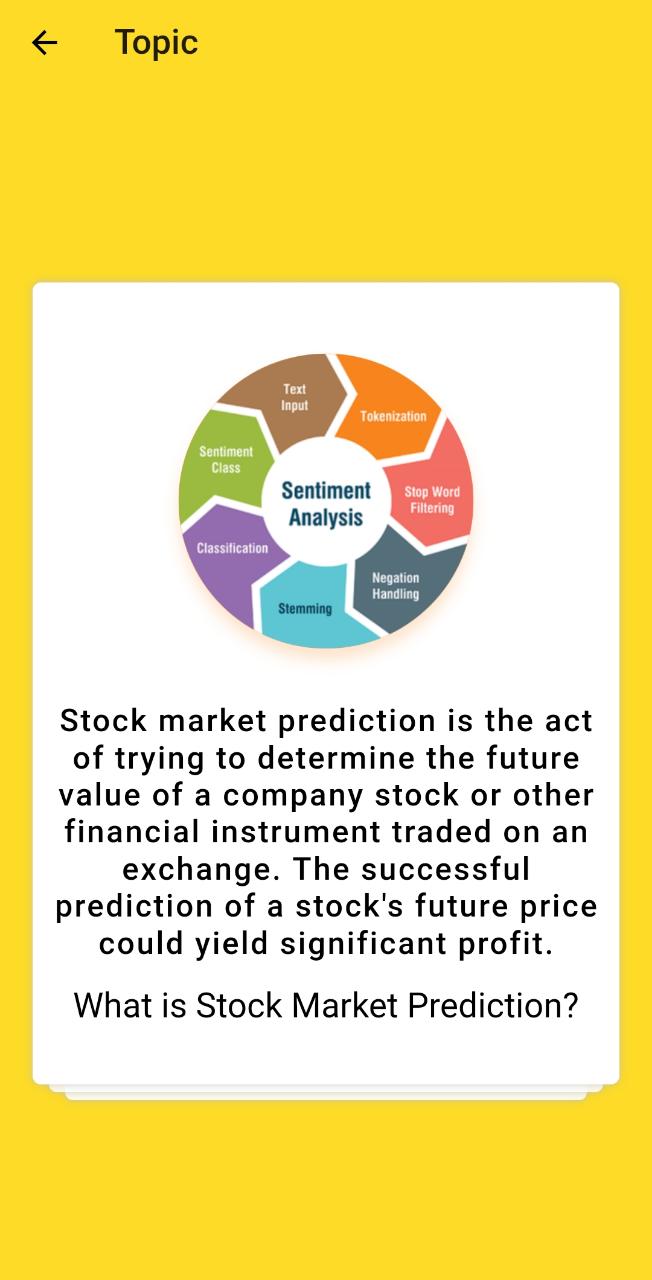 Topic
Text
Input
Tokenization
Stop Word
Filtering
Negation
Handling
Stemming
Classification
Sentiment
Class
Sentiment
Analysis
Stock market prediction is the act
of trying to determine the future
value of a company stock or other
financial instrument traded on an
exchange. The successful
prediction of a stock's future price
could yield significant profit.
What is Stock Market Prediction?